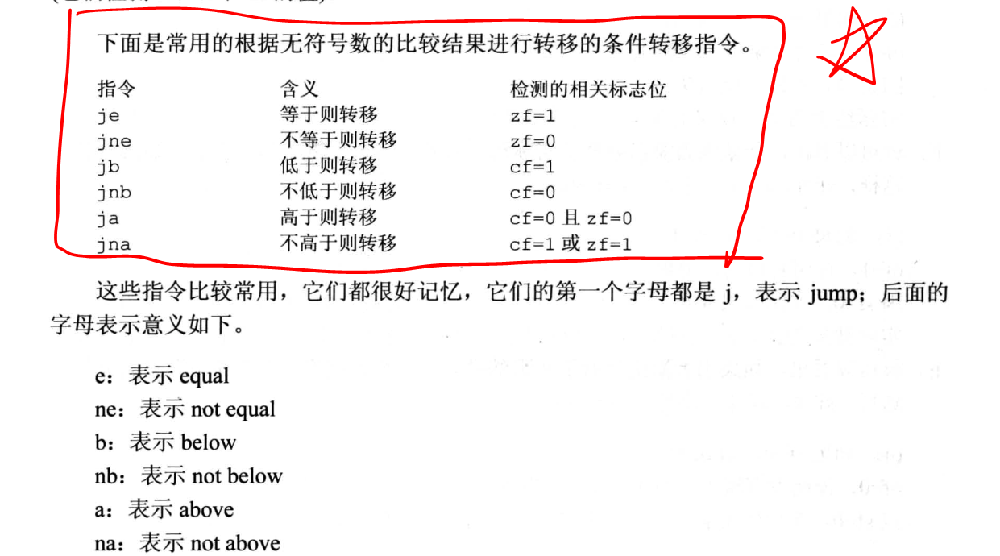 下面是常用的根据无符号数的比较结果进行转移的条件转移指令。
指令 含义 检测的相关标志位
je 等于则转移 zf=1
jne 不等于则转移 zf=0
jb 低于则转移 cf=1
jnb 不低于则转移 cf=0
ja 高于则转移 cf=0 且 zf=0
jna 不高于则转移 cf=1 或 zf=1
这些指令比较常用，它们都很好记忆，它们的第一个字母都是 j，表示 jump；后面的
字母表示意义如下。
e：表示 equal
ne：表示 not equal
b：表示 below
nb：表示 not below
a：表示 above
na：表示 not above